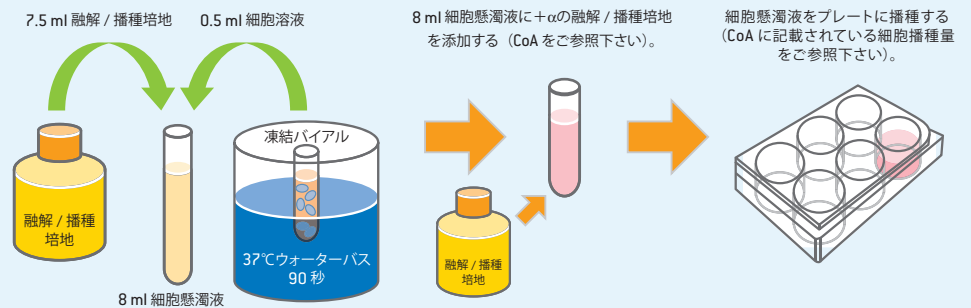 7.5 ml 融解 / 播種培地
0.5 ml 細胞溶液
融解 / 播種
培地
8 ml 細胞懸濁液
凍結バイアル
37℃ウォーターバス
90 秒
8 ml 細胞懸濁液に+αの融解 / 播種培地
を添加する（CoA をご参照下さい）。
融解 / 播種
培地
細胞懸濁液をプレートに播種する
（CoA に記載されている細胞播種量
をご参照下さい）。